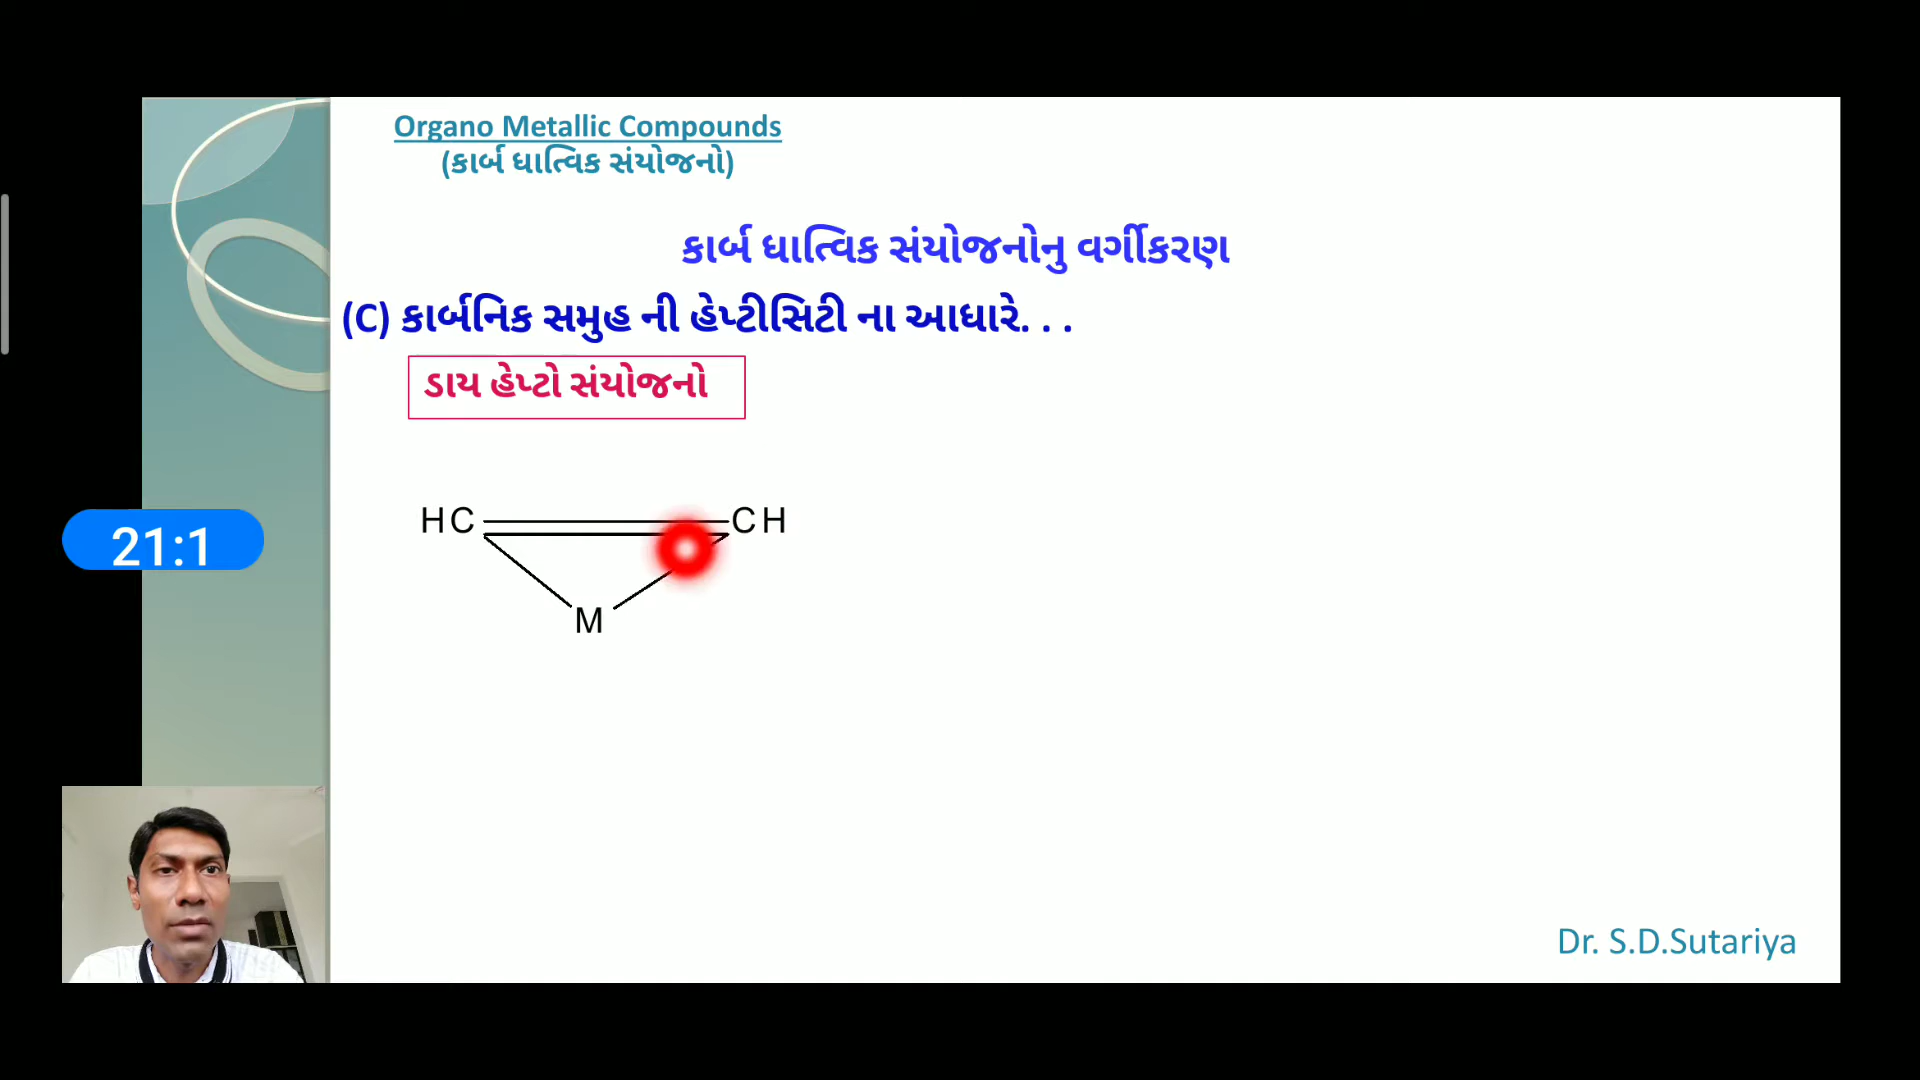 Organo Metallic Compounds
(કાર્બ ધાત્વિક સંયોજનો)
કાર્બ ધાત્વિક સંયોજનોનુ વર્ગીકરણ
(C) કાર્બનિક સમુહ ની હેપ્ટીસિટી ના આધારે. . .
ડાય હેપ્ટો સંયોજનો
HC CH
M
21:1
Dr. S.D.Sutariya